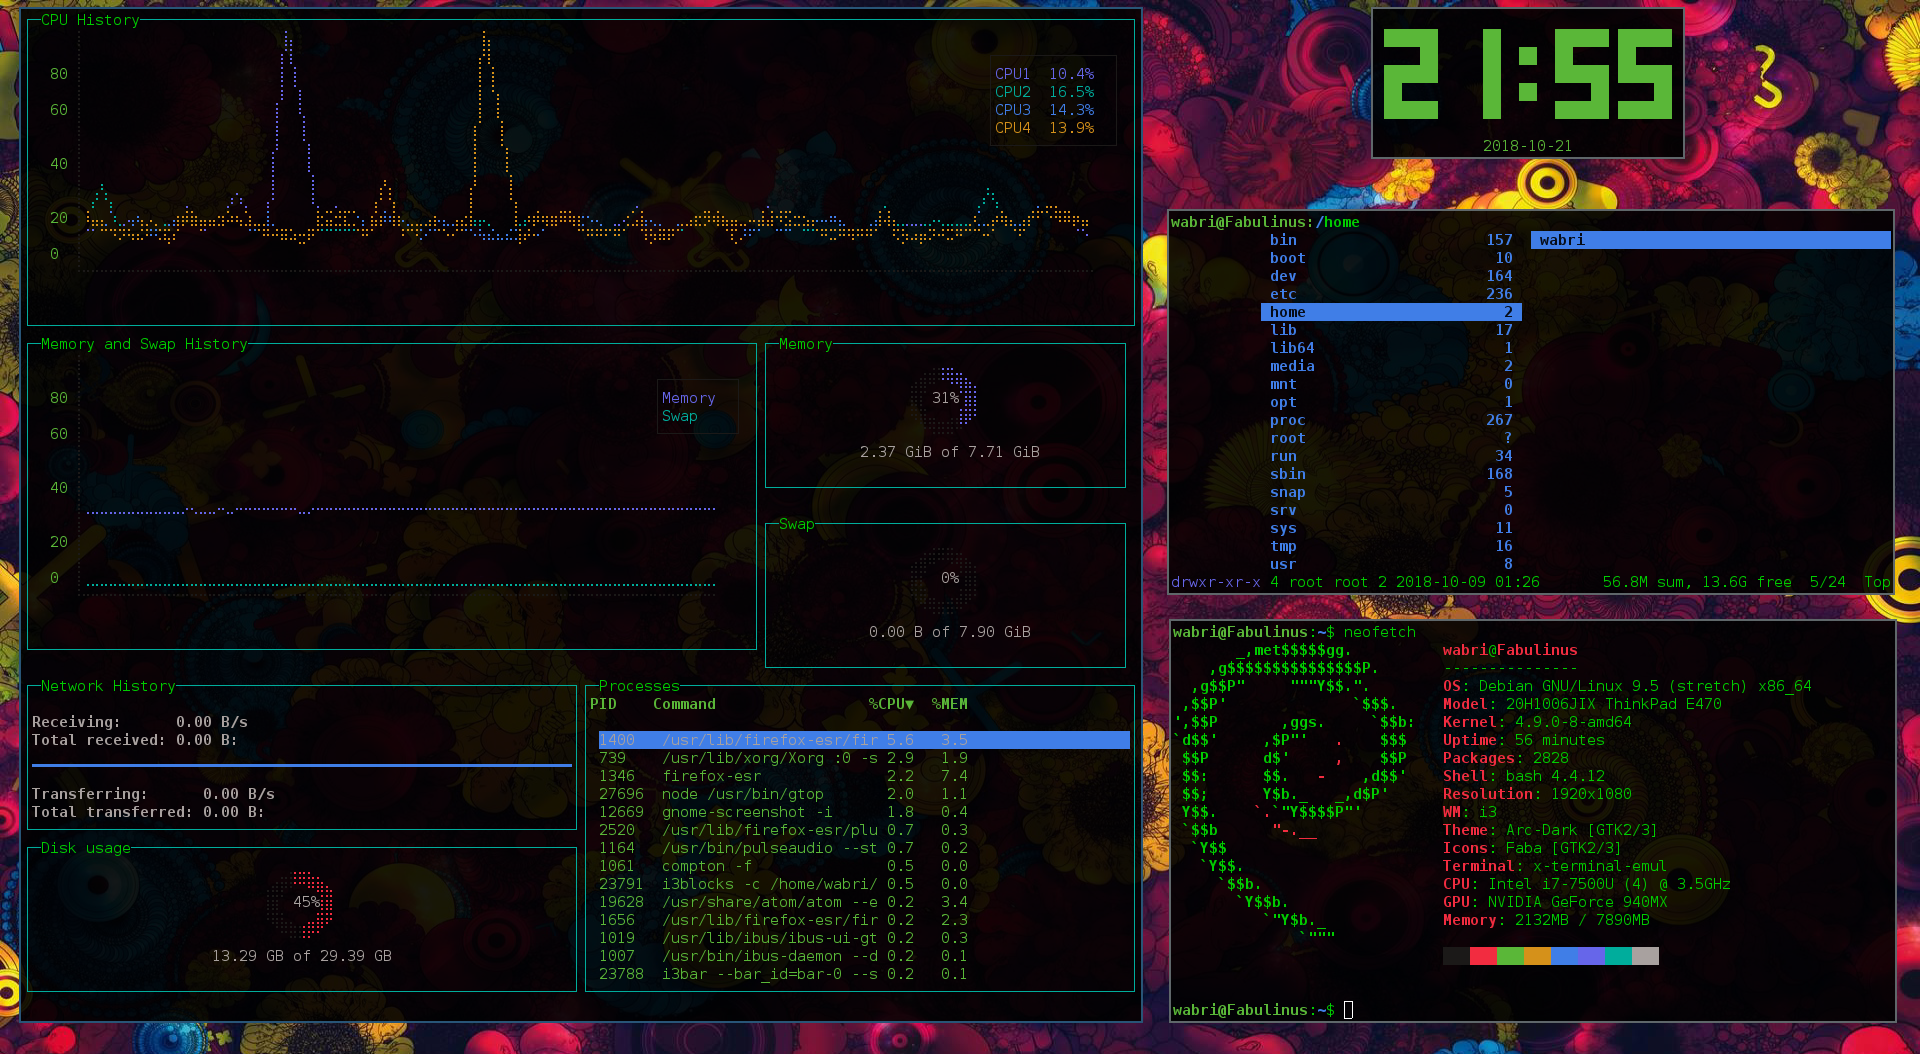 CPU History
80
60
40
20
0
CPU1 10.4%
CPU2 16.5%
CPU3 14.3%
CPU4 13.9%
Memory and Swap History
80
60
40
20
0
Memory
Swap
Memory
31%
2.37 GiB of 7.71 GiB
Swap
0%
0.00 B of 7.90 GiB
Network History
Receiving: 0.00 B/s
Total received: 0.00 B:
Transferring: 0.00 B/s
Total transferred: 0.00 B:
Disk usage
45%
13.29 GB of 29.39 GB
Processes
PID Command %CPU▼ %MEM
1400 /usr/lib/firefox-esr/fir 5.6 3.5
739 /usr/lib/xorg/Xorg :0 -s 2.9 1.9
1346 firefox-esr 2.2 7.4
27696 node /usr/bin/gtop 2.0 1.1
12669 gnome-screenshot -i 1.8 0.4
2520 /usr/lib/firefox-esr/plu 0.7 0.3
1164 /usr/bin/pulseaudio --st 0.7 0.2
1061 compton -f 0.5 0.0
23791 i3blocks -c /home/wabri/ 0.5 0.0
19628 /usr/share/atom/atom --e 0.2 3.4
1656 /usr/lib/firefox-esr/fir 0.2 2.3
1019 /usr/lib/ibus/ibus-ui-gt 0.2 0.3
1007 /usr/bin/ibus-daemon --d 0.2 0.1
23788 i3bar --bar_id=bar-0 --s 0.2 0.1
21:55
2018-10-21
wabri@Fabulinus:/home
bin 157 wabri
boot 10
dev 164
etc 236
home 2
lib 17
lib64 1
media 2
mnt 0
opt 1
proc 267
root ?
run 34
sbin 168
snap 5
srv 0
sys 11
tmp 16
usr 8
drwxr-xr-x 4 root root 2 2018-10-09 01:26 56.8M sum, 13.6G free 5/24 Top
wabri@Fabulinus:~$ neofetch
       _,met$$$$$gg.
    ,g$$$$$$$$$$$$$$$P.
  ,g$$P"     """Y$$.".
 ,$$P'              `$$$.
',$$P       ,ggs.     `$$b:
`d$$'     ,$P"'   .    $$$
 $$P      d$'     ,    $$P
 $$:      $$.   -    ,d$$'
 $$;      Y$b._   _,d$P'
 Y$$.    `.`"Y$$$$P"'
 `$$b      "-.__
  `Y$$
   `Y$$.
     `$$b.
       `Y$$b.
          `"Y$b._
              `"""
wabri@Fabulinus
---------------
OS: Debian GNU/Linux 9.5 (stretch) x86_64
Model: 20H1006JIX ThinkPad E470
Kernel: 4.9.0-8-amd64
Uptime: 56 minutes
Packages: 2828
Shell: bash 4.4.12
Resolution: 1920x1080
WM: i3
Theme: Arc-Dark [GTK2/3]
Icons: Faba [GTK2/3]
Terminal: x-terminal-emul
CPU: Intel i7-7500U (4) @ 3.5GHz
GPU: NVIDIA GeForce 940MX
Memory: 2132MB / 7890MB
wabri@Fabulinus:~$